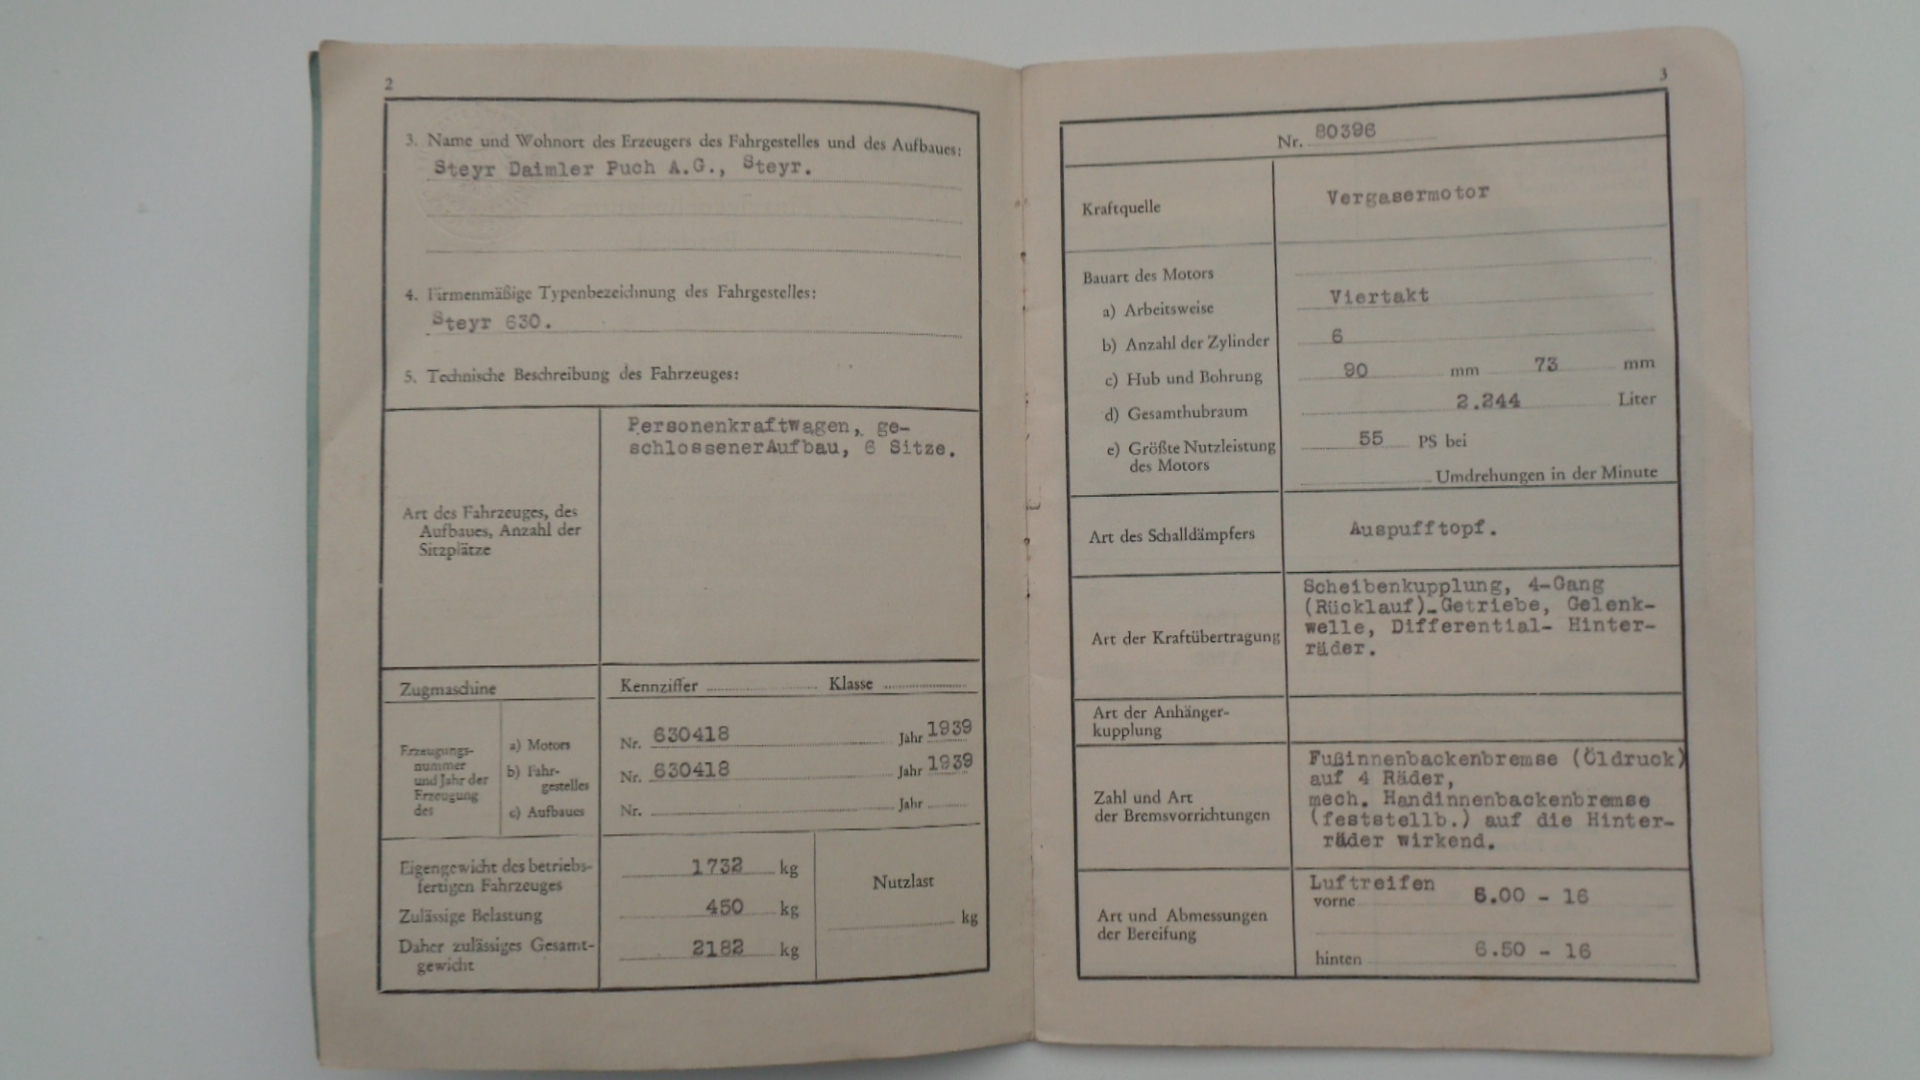 2
3. Name und Wohnort des Erzeugers des Fahrgestelles und des Aufbaues:
Steyr Daimler Puch A.G., Steyr.
4. Firmenmäßige Typenbezeichnung des Fahrgestelles:
Steyr 630.
5. Technische Beschreibung des Fahrzeuges:
Art des Fahrzeuges, des
Aufbaues, Anzahl der
Sitzplätze
Personenkraftwagen, ge-
schlossenerAufbau, 6 Sitze.
Zugmaschine
Kennziffer Klasse
Erzeugungs-
nummer
und Jahr der
Erzeugung
des
a) Motors
Nr. 630418 Jahr 1939
b) Fahr-
gestelles
Nr. 630418 Jahr 1939
c) Aufbaues
Nr. Jahr
Eigengewicht des betriebs-
fertigen Fahrzeuges
1732 kg
Zulässige Belastung
450 kg
Daher zulässiges Gesamt-
gewicht
2182 kg
Nutzlast
kg
3
Nr. 80396
Kraftquelle
Vergasermotor
Bauart des Motors
a) Arbeitsweise
Viertakt
b) Anzahl der Zylinder
6
c) Hub und Bohrung
90 mm 73 mm
d) Gesamthubraum
2.244 Liter
e) Größte Nutzleistung
des Motors
55 PS bei
Umdrehungen in der Minute
Art des Schalldämpfers
Auspufftopf.
Art der Kraftübertragung
Scheibenkupplung, 4-Gang
(Rücklauf)-Getriebe, Gelenk-
welle, Differential- Hinter-
räder.
Art der Anhänger-
kupplung
Zahl und Art
der Bremsvorrichtungen
Fußinnenbackenbremse (Öldruck)
auf 4 Räder,
mech. Handinnenbackenbremse
(feststellb.) auf die Hinter-
räder wirkend.
Art und Abmessungen
der Bereifung
Luftreifen
vorne 6.00 - 16
hinten 6.50 - 16